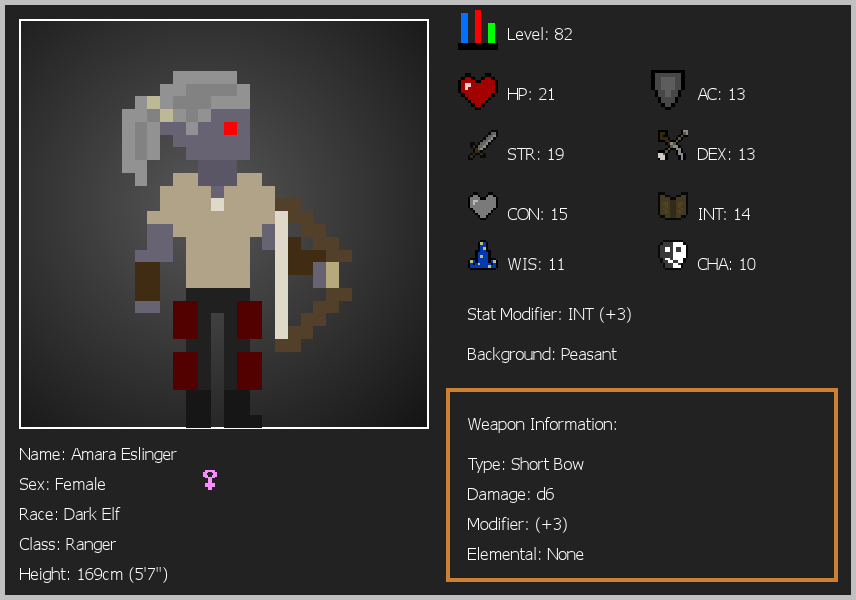 Level: 82
HP: 21
AC: 13
STR: 19
DEX: 13
CON: 15
INT: 14
WIS: 11
CHA: 10
Stat Modifier: INT (+3)
Background: Peasant
Weapon Information:
Type: Short Bow
Damage: d6
Modifier: (+3)
Elemental: None
Name: Amara Eslinger
Sex: Female
Race: Dark Elf
Class: Ranger
Height: 169cm (5'7")